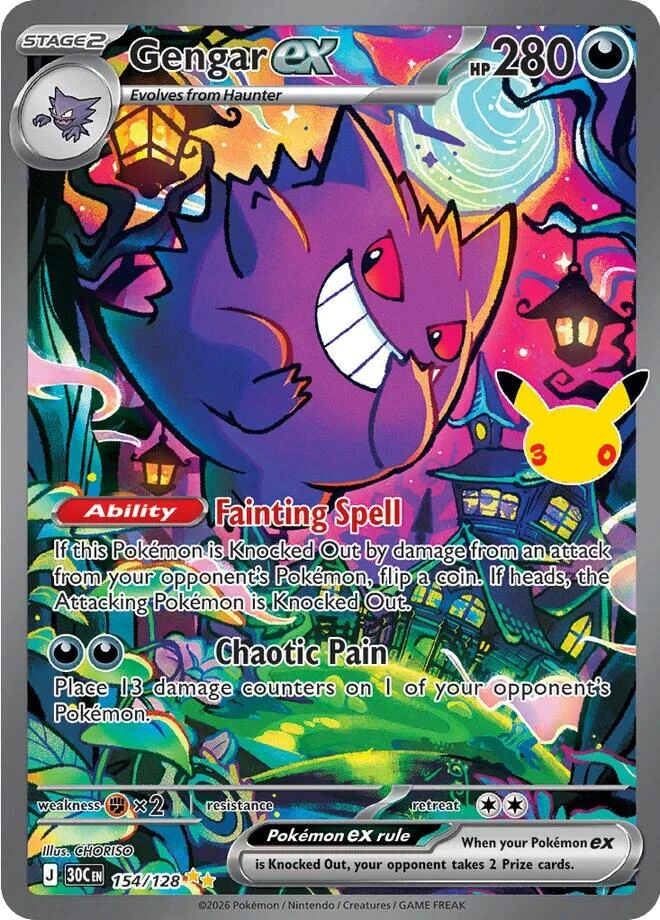 STAGE2
Gengar ex
HP 280
Evolves from Haunter
3 0
Ability Fainting Spell
If this Pokémon is Knocked Out by damage from an attack
from your opponent's Pokémon, flip a coin. If heads, the
Attacking Pokémon is Knocked Out.
Chaotic Pain
Place 13 damage counters on 1 of your opponent's
Pokémon.
weakness ×2 resistance retreat
Illus. CHORISO
Pokémon ex rule When your Pokémon ex
is Knocked Out, your opponent takes 2 Prize cards.
J 30C EN 154/128
©2026 Pokémon / Nintendo / Creatures / GAME FREAK